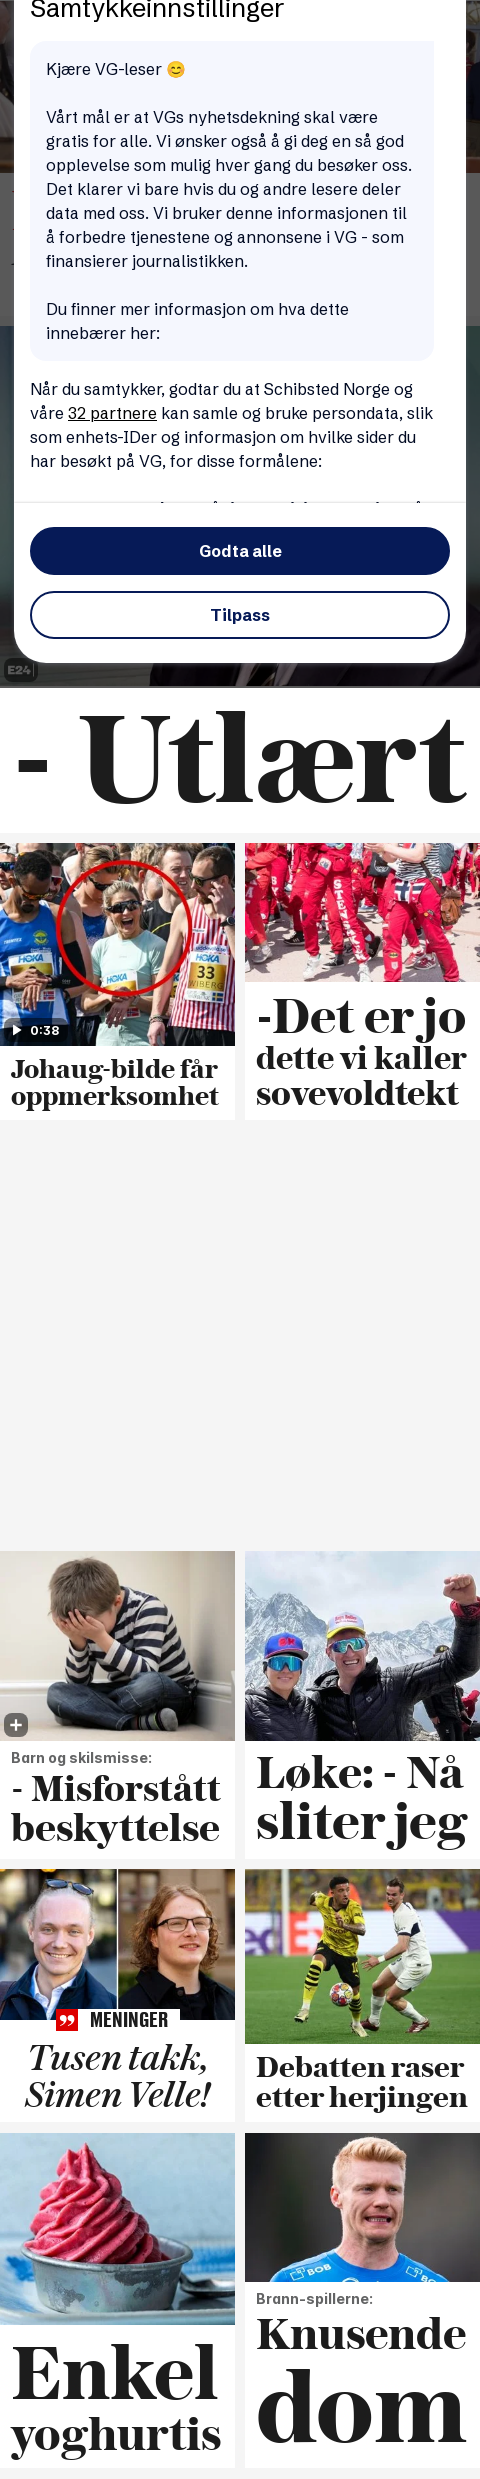 Samtykkeinnstillinger
Kjære VG-leser 😊
Vårt mål er at VGs nyhetsdekning skal være
gratis for alle. Vi ønsker også å gi deg en så god
opplevelse som mulig hver gang du besøker oss.
Det klarer vi bare hvis du og andre lesere deler
data med oss. Vi bruker denne informasjonen til
å forbedre tjenestene og annonsene i VG - som
finansierer journalistikken.
Du finner mer informasjon om hva dette
innebærer her:
Når du samtykker, godtar du at Schibsted Norge og
våre 32 partnere kan samle og bruke persondata, slik
som enhets-IDer og informasjon om hvilke sider du
har besøkt på VG, for disse formålene:
Godta alle
Tilpass
E24
- Utlært
HOKA
HOKA
33
WIBERG
0:38
Johaug-bilde får
oppmerksomhet
-Det er jo
dette vi kaller
sovevoldtekt
Barn og skilsmisse:
- Misforstått
beskyttelse
Løke: - Nå
sliter jeg
MENINGER
Tusen takk,
Simen Velle!
10
Debatten raser
etter herjingen
Enkel
yoghurtis
BOB
BOB
Brann-spillerne:
Knusende
dom